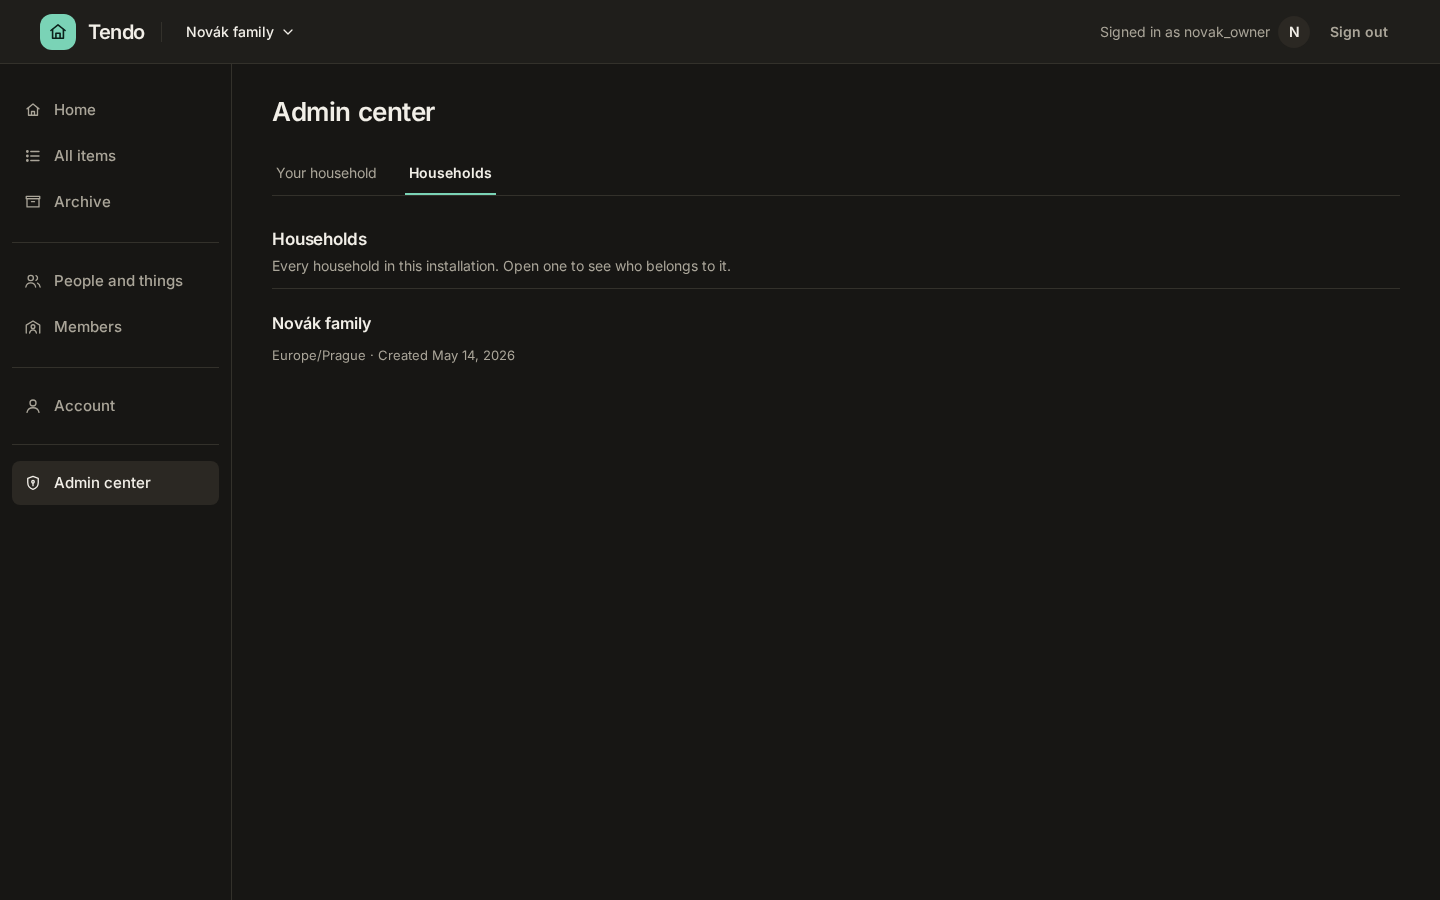 Tendo
Novák family
Signed in as novak_owner
N
Sign out
Home
All items
Archive
People and things
Members
Account
Admin center
Admin center
Your household
Households
Households
Every household in this installation. Open one to see who belongs to it.
Novák family
Europe/Prague · Created May 14, 2026